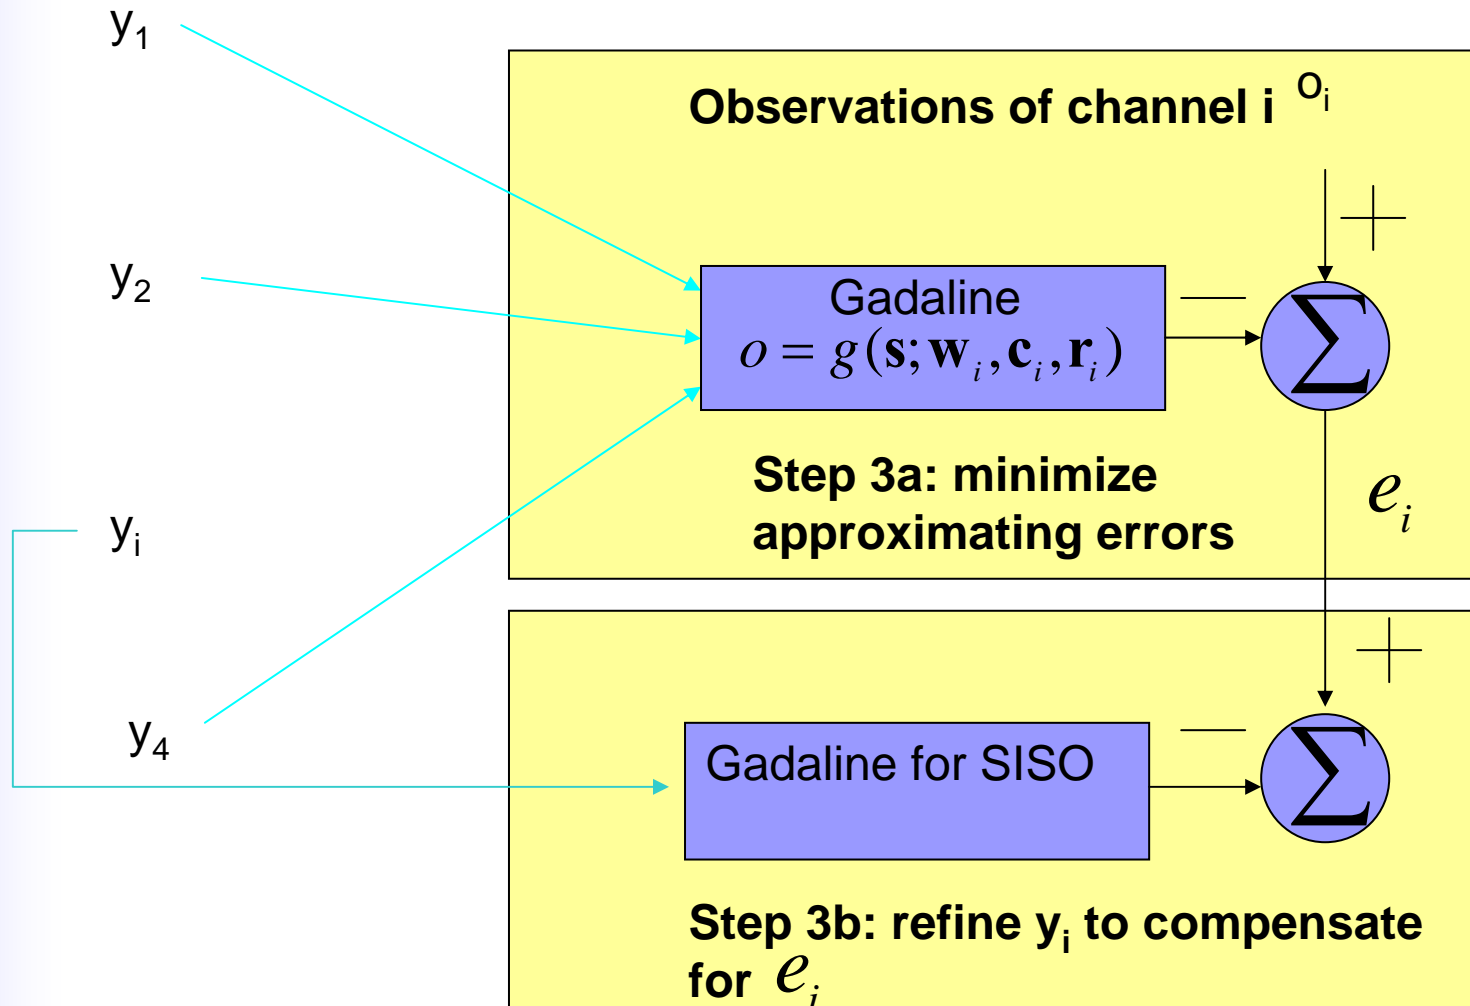 y₁
Observations of channel i oᵢ
+
y₂
Gadaline
o = g(s; wᵢ, cᵢ, rᵢ)
−
∑
Step 3a: minimize
approximating errors
eᵢ
yᵢ
+
y₄
Gadaline for SISO
−
∑
Step 3b: refine yᵢ to compensate
for eᵢ